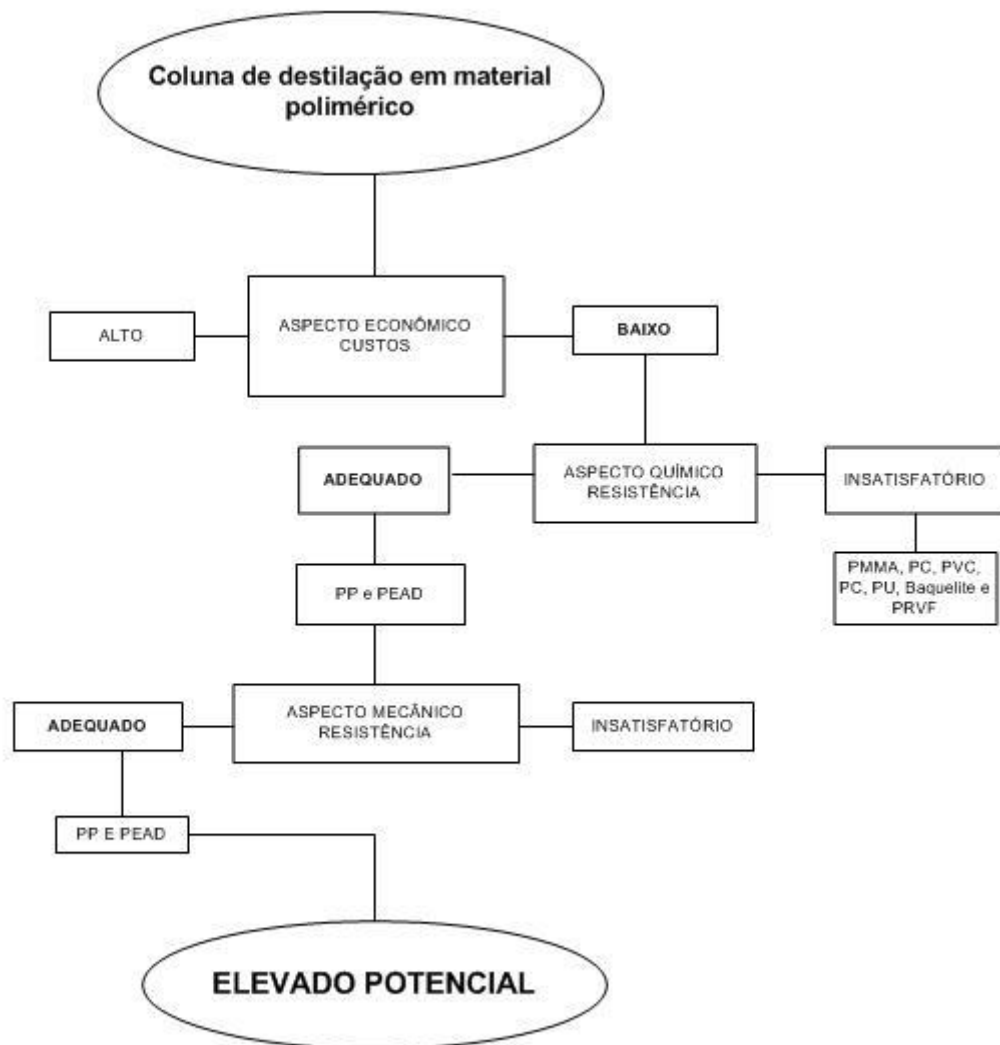 Coluna de destilação em material
polimérico
ALTO
ASPECTO ECONÔMICO
CUSTOS
BAIXO
ADEQUADO
ASPECTO QUÍMICO
RESISTÊNCIA
INSATISFATÓRIO
PP e PEAD
PMMA, PC, PVC,
PC, PU, Baquelite e
PRVF
ADEQUADO
ASPECTO MECÂNICO
RESISTÊNCIA
INSATISFATÓRIO
PP E PEAD
ELEVADO POTENCIAL